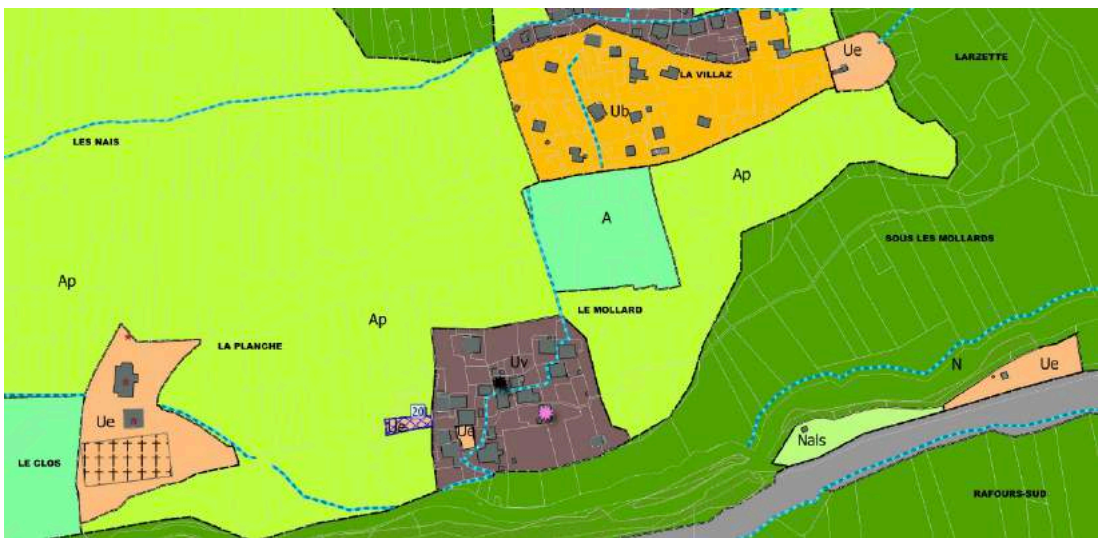 Ue
LARZETTE
LA VILLAZ
Ub
LES NAIS
Ap
A
SOUS LES MOLLARDS
Ap
LE MOLLARD
Ap
LA PLANCHE
Uv
N
Ue
20
Ue
Ue
Ue
Nals
LE CLOS
RAFOURS-SUD